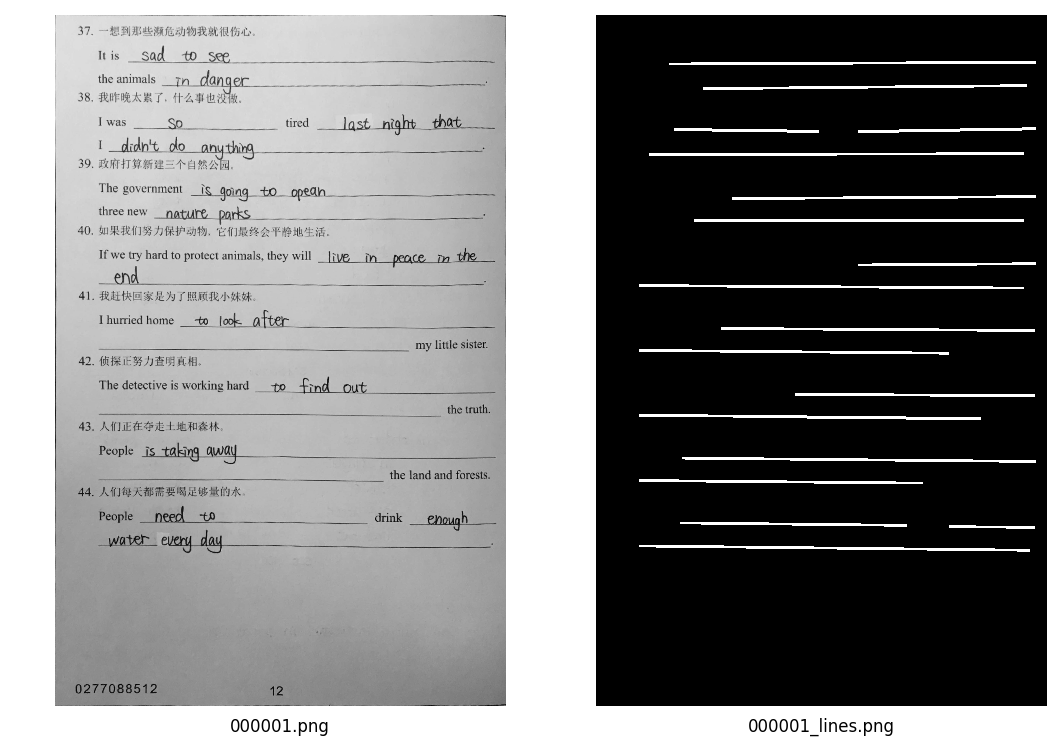 37. 一想到那些濒危动物我就很伤心。
It is sad to see
the animals in danger.
38. 我昨晚太累了, 什么事也没做。
I was so tired last night that
I didn't do anything.
39. 政府打算新建三个自然公园。
The government is going to opean
three new nature parks.
40. 如果我们努力保护动物, 它们最终会平静地生活。
If we try hard to protect animals, they will live in peace in the
end.
41. 我赶快回家是为了照顾我小妹妹。
I hurried home to look after
my little sister.
42. 侦探正努力查明真相。
The detective is working hard to find out
the truth.
43. 人们正在夺走土地和森林。
People is taking away
the land and forests.
44. 人们每天都需要喝足够量的水。
People need to drink enough
water every day.
0277088512 12
000001.png 000001_lines.png